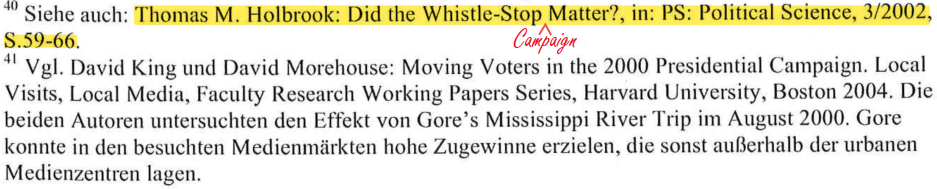 40 Siehe auch: Thomas M. Holbrook: Did the Whistle-Stop Matter?, in: PS: Political Science, 3/2002,
Campaign
S.59-66.
41 Vgl. David King und David Morehouse: Moving Voters in the 2000 Presidential Campaign. Local
Visits, Local Media, Faculty Research Working Papers Series, Harvard University, Boston 2004. Die
beiden Autoren untersuchten den Effekt von Gore's Mississippi River Trip im August 2000. Gore
konnte in den besuchten Medienmärkten hohe Zugewinne erzielen, die sonst außerhalb der urbanen
Medienzentren lagen.